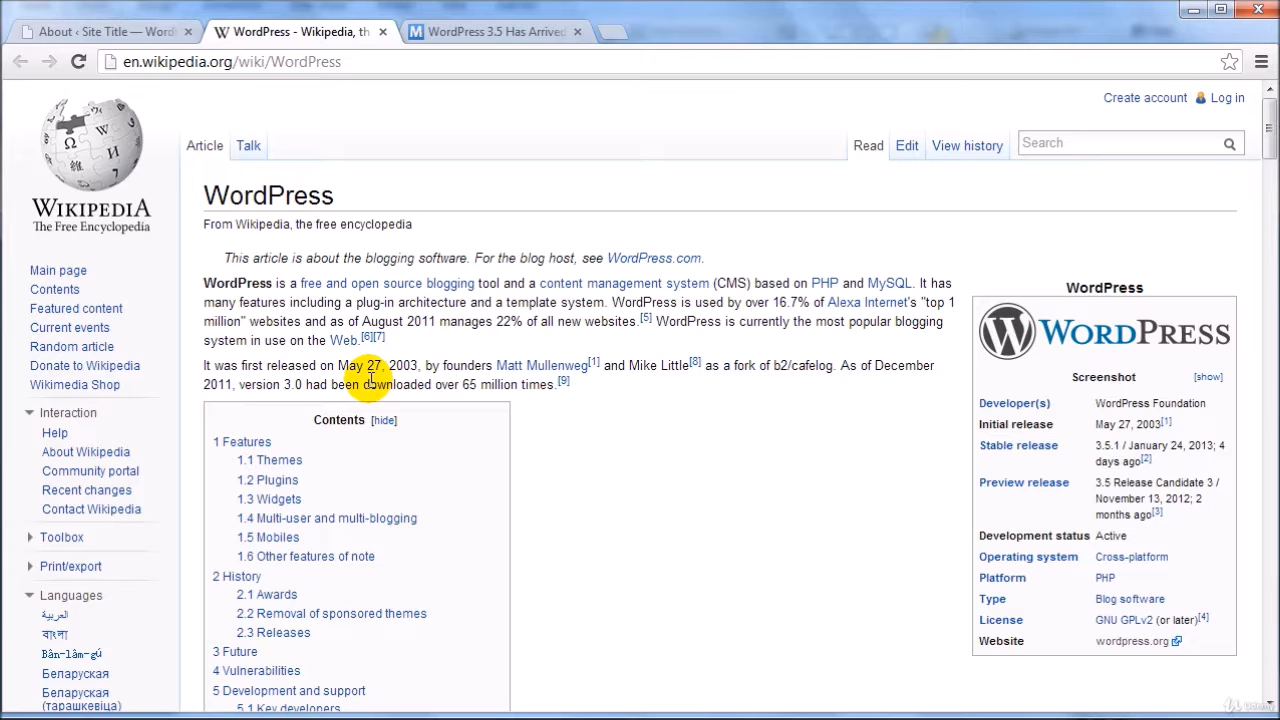 About ‹ Site Title — Word
WordPress - Wikipedia, th
WordPress 3.5 Has Arrived
en.wikipedia.org/wiki/WordPress
Create account Log in
Article Talk
Read Edit View history
Search
WIKIPEDIA
The Free Encyclopedia
Main page
Contents
Featured content
Current events
Random article
Donate to Wikipedia
Wikimedia Shop
Interaction
Help
About Wikipedia
Community portal
Recent changes
Contact Wikipedia
Toolbox
Print/export
Languages
العربية
বাংলা
Bân-lâm-gú
Беларуская
Беларуская
(тарашкевіца)
WordPress
From Wikipedia, the free encyclopedia
This article is about the blogging software. For the blog host, see WordPress.com.
WordPress is a free and open source blogging tool and a content management system (CMS) based on PHP and MySQL. It has
many features including a plug-in architecture and a template system. WordPress is used by over 16.7% of Alexa Internet's "top 1
million" websites and as of August 2011 manages 22% of all new websites.[5] WordPress is currently the most popular blogging
system in use on the Web.[6][7]
It was first released on May 27, 2003, by founders Matt Mullenweg[1] and Mike Little[8] as a fork of b2/cafelog. As of December
2011, version 3.0 had been downloaded over 65 million times.[9]
Contents [hide]
1 Features
1.1 Themes
1.2 Plugins
1.3 Widgets
1.4 Multi-user and multi-blogging
1.5 Mobiles
1.6 Other features of note
2 History
2.1 Awards
2.2 Removal of sponsored themes
2.3 Releases
3 Future
4 Vulnerabilities
5 Development and support
5.1 Key developers
WordPress
WORDPRESS
Screenshot [show]
Developer(s) WordPress Foundation
Initial release May 27, 2003[1]
Stable release 3.5.1 / January 24, 2013; 4
days ago[2]
Preview release 3.5 Release Candidate 3 /
November 13, 2012; 2
months ago[3]
Development status Active
Operating system Cross-platform
Platform PHP
Type Blog software
License GNU GPLv2 (or later)[4]
Website wordpress.org